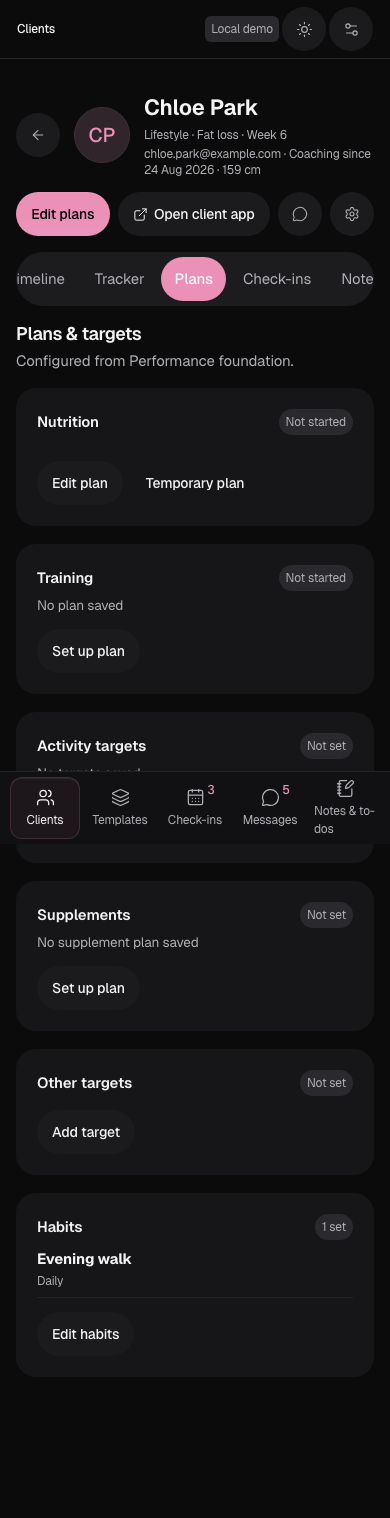 Clients
Local demo
Chloe Park
CP
Lifestyle · Fat loss · Week 6
chloe.park@example.com · Coaching since
24 Aug 2026 · 159 cm
Edit plans
Open client app
imeline
Tracker
Plans
Check-ins
Note
Plans & targets
Configured from Performance foundation.
Nutrition
Not started
Edit plan
Temporary plan
Training
Not started
No plan saved
Set up plan
Activity targets
Not set
Clients
Templates
Check-ins
3
Messages
5
Notes & to-
dos
Supplements
Not set
No supplement plan saved
Set up plan
Other targets
Not set
Add target
Habits
1 set
Evening walk
Daily
Edit habits